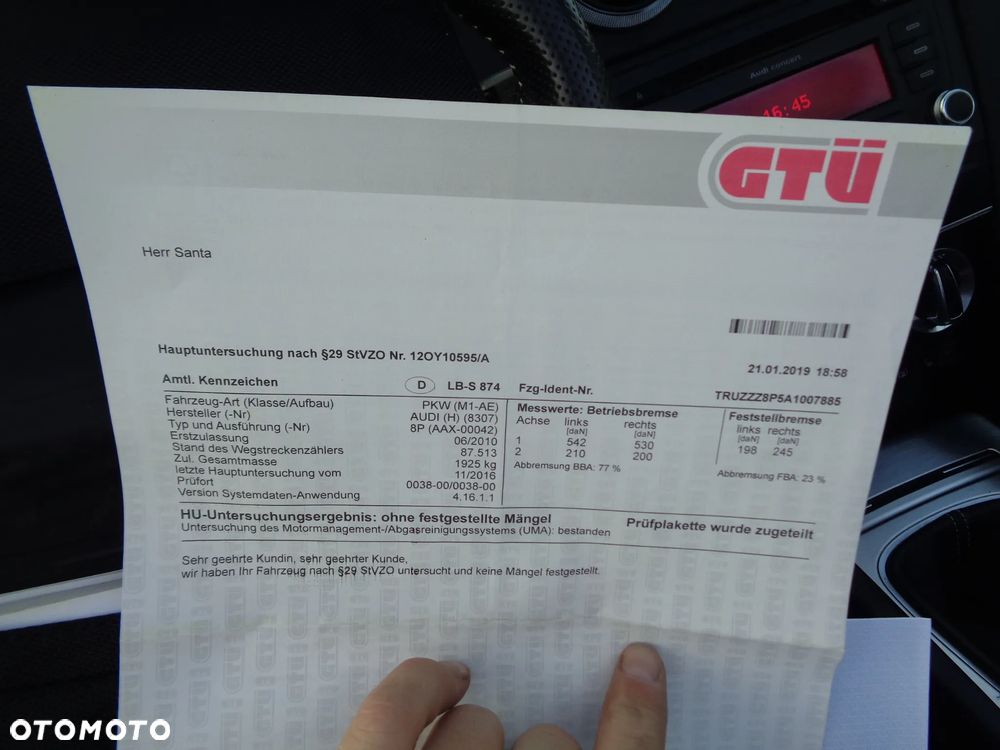 Audi concert
16:45
GTÜ
Herr Santa
Hauptuntersuchung nach §29 StVZO Nr. 12OY10595/A
21.01.2019 18:58
Amtl. Kennzeichen D LB-S 874 Fzg-Ident-Nr. TRUZZZ8P5A1007885
Fahrzeug-Art (Klasse/Aufbau) PKW (M1-AE)
Hersteller (-Nr) AUDI (H) (8307)
Typ und Ausführung (-Nr) 8P (AAX-00042)
Erstzulassung 06/2010
Stand des Wegstreckenzählers 87.513
Zul. Gesamtmasse 1925 kg
letzte Hauptuntersuchung vom 11/2016
Prüfort 0038-00/0038-00
Version Systemdaten-Anwendung 4.16.1.1
Messwerte: Betriebsbremse
Achse links rechts
[daN] [daN]
1 542 530
2 210 200
Abbremsung BBA: 77 %
Feststellbremse
links rechts
[daN] [daN]
198 245
Abbremsung FBA: 23 %
HU-Untersuchungsergebnis: ohne festgestellte Mängel Prüfplakette wurde zugeteilt
Untersuchung des Motormanagement-/Abgasreinigungssystems (UMA): bestanden
Sehr geehrte Kundin, sehr geehrter Kunde,
wir haben Ihr Fahrzeug nach §29 StVZO untersucht und keine Mängel festgestellt.
OTOMOTO